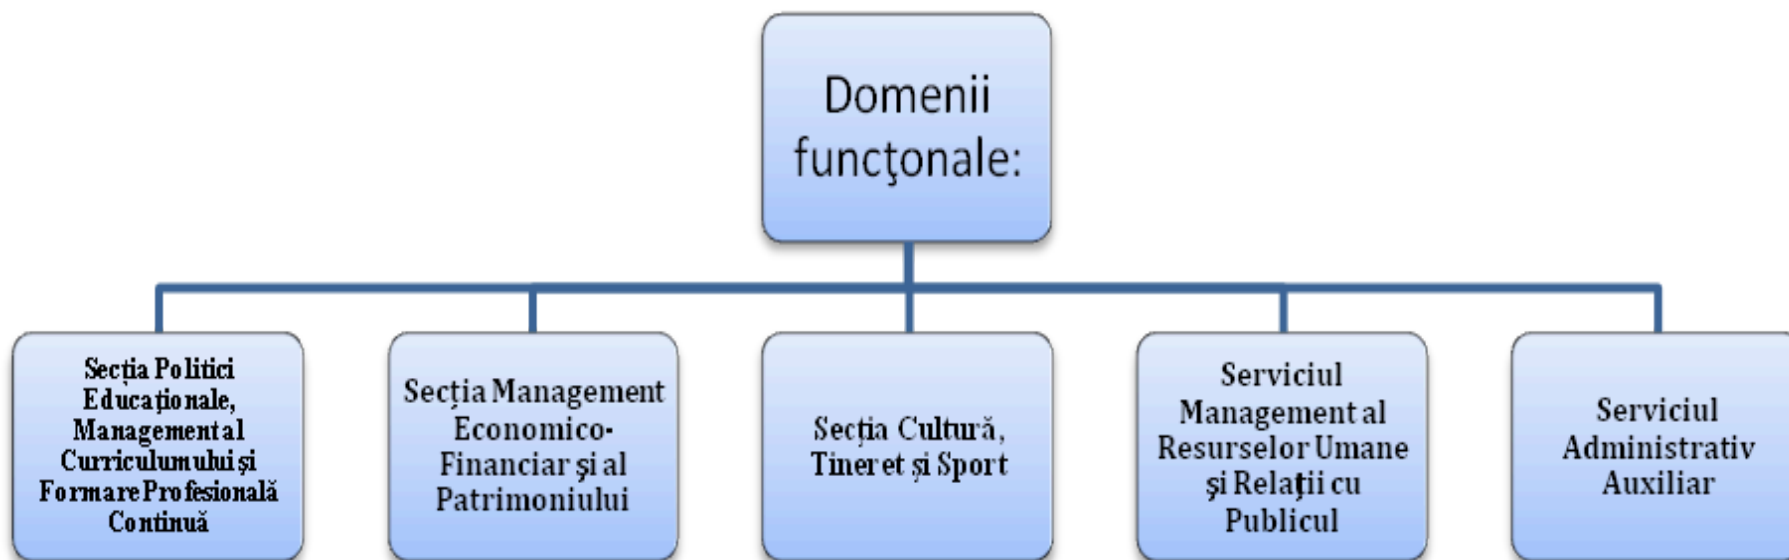 Domenii
funcţonale:
Secția Politici
Educaționale,
Management al
Curriculumului și
Formare Profesională
Continuă
Secția Management
Economico-
Financiar şi al
Patrimoniului
Secția Cultură,
Tineret și Sport
Serviciul
Management al
Resurselor Umane
şi Relaţii cu
Publicul
Serviciul
Administrativ
Auxiliar